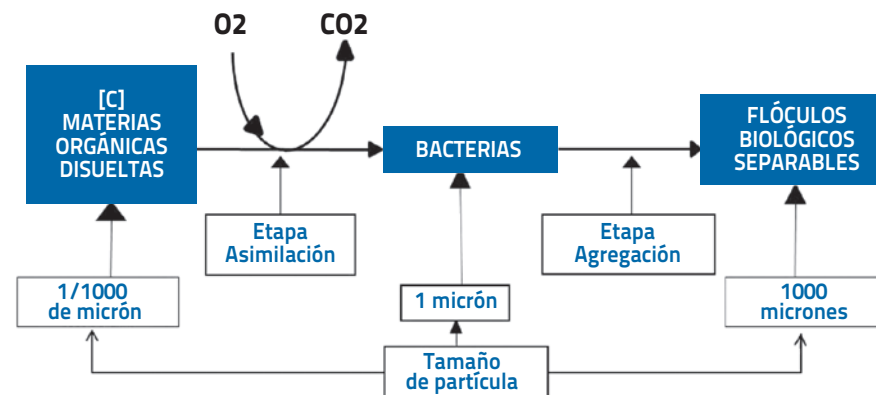 O2
CO2
[C]
MATERIAS
ORGÁNICAS
DISUELTAS
BACTERIAS
FLÓCULOS
BIOLÓGICOS
SEPARABLES
Etapa
Asimilación
Etapa
Agregación
1/1000
de micrón
1 micrón
1000
micrones
Tamaño
de partícula